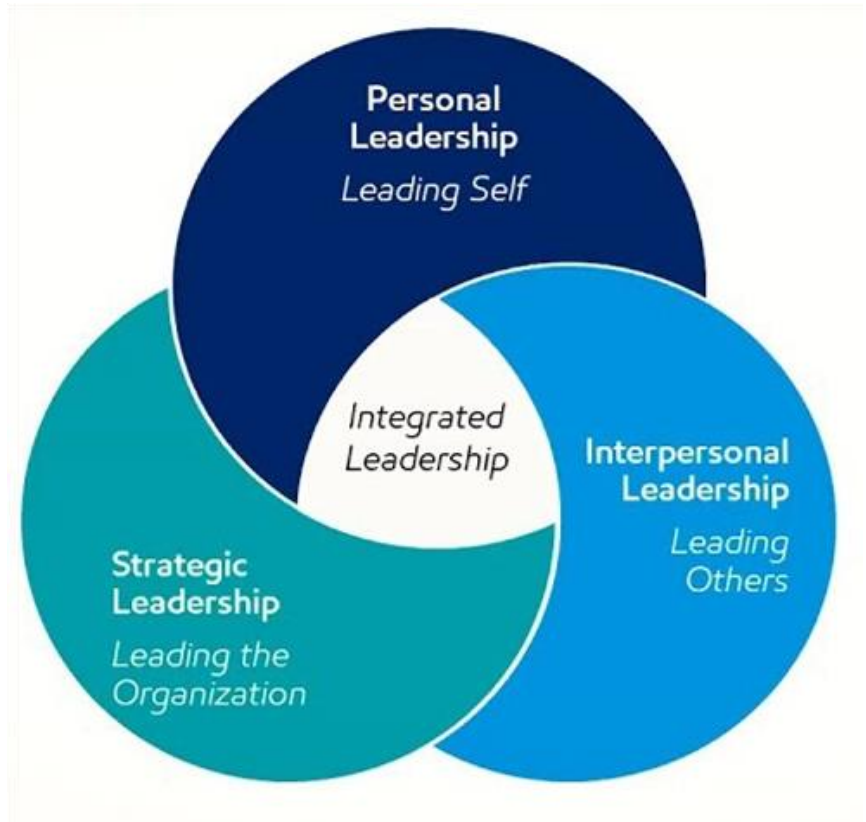 Personal
Leadership
Leading Self
Integrated
Leadership
Interpersonal
Leadership
Leading
Others
Strategic
Leadership
Leading the
Organization